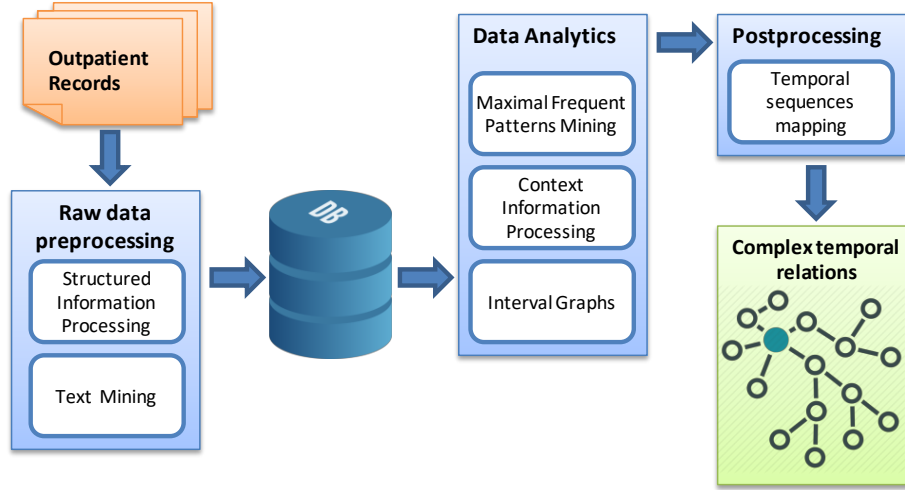 Outpatient
Records
Raw data
preprocessing
Structured
Information
Processing
Text Mining
DB
Data Analytics
Maximal Frequent
Patterns Mining
Context
Information
Processing
Interval Graphs
Postprocessing
Temporal
sequences
mapping
Complex temporal
relations